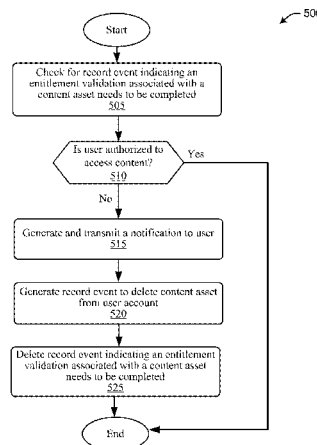 500
Start
Check for record event indicating an
entitlement validation associated with a
content asset needs to be completed
505
Is user authorized to
access content?
510
Yes
No
Generate and transmit a notification to user
515
Generate record event to delete content asset
from user account
520
Delete record event indicating an entitlement
validation associated with a content asset
needs to be completed
525
End